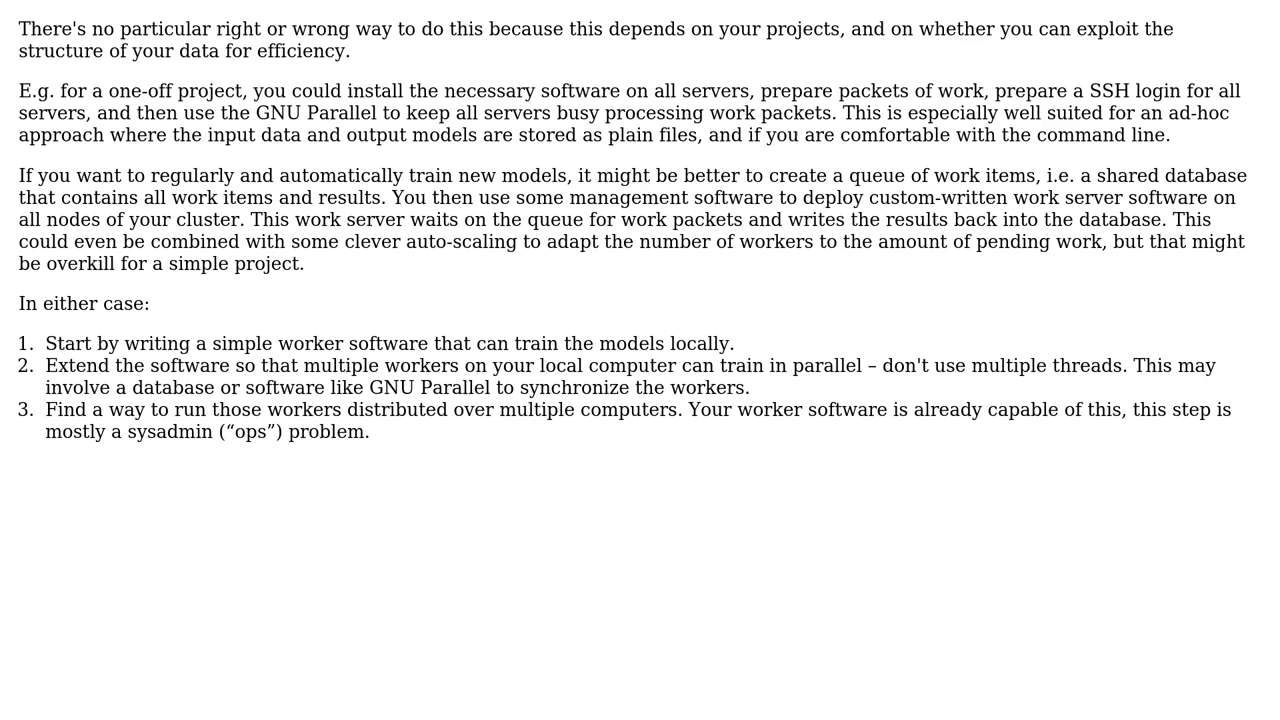 There's no particular right or wrong way to do this because this depends on your projects, and on whether you can exploit the
structure of your data for efficiency.
E.g. for a one-off project, you could install the necessary software on all servers, prepare packets of work, prepare a SSH login for all
servers, and then use the GNU Parallel to keep all servers busy processing work packets. This is especially well suited for an ad-hoc
approach where the input data and output models are stored as plain files, and if you are comfortable with the command line.
If you want to regularly and automatically train new models, it might be better to create a queue of work items, i.e. a shared database
that contains all work items and results. You then use some management software to deploy custom-written work server software on
all nodes of your cluster. This work server waits on the queue for work packets and writes the results back into the database. This
could even be combined with some clever auto-scaling to adapt the number of workers to the amount of pending work, but that might
be overkill for a simple project.
In either case:
1. Start by writing a simple worker software that can train the models locally.
2. Extend the software so that multiple workers on your local computer can train in parallel – don't use multiple threads. This may
involve a database or software like GNU Parallel to synchronize the workers.
3. Find a way to run those workers distributed over multiple computers. Your worker software is already capable of this, this step is
mostly a sysadmin (“ops”) problem.